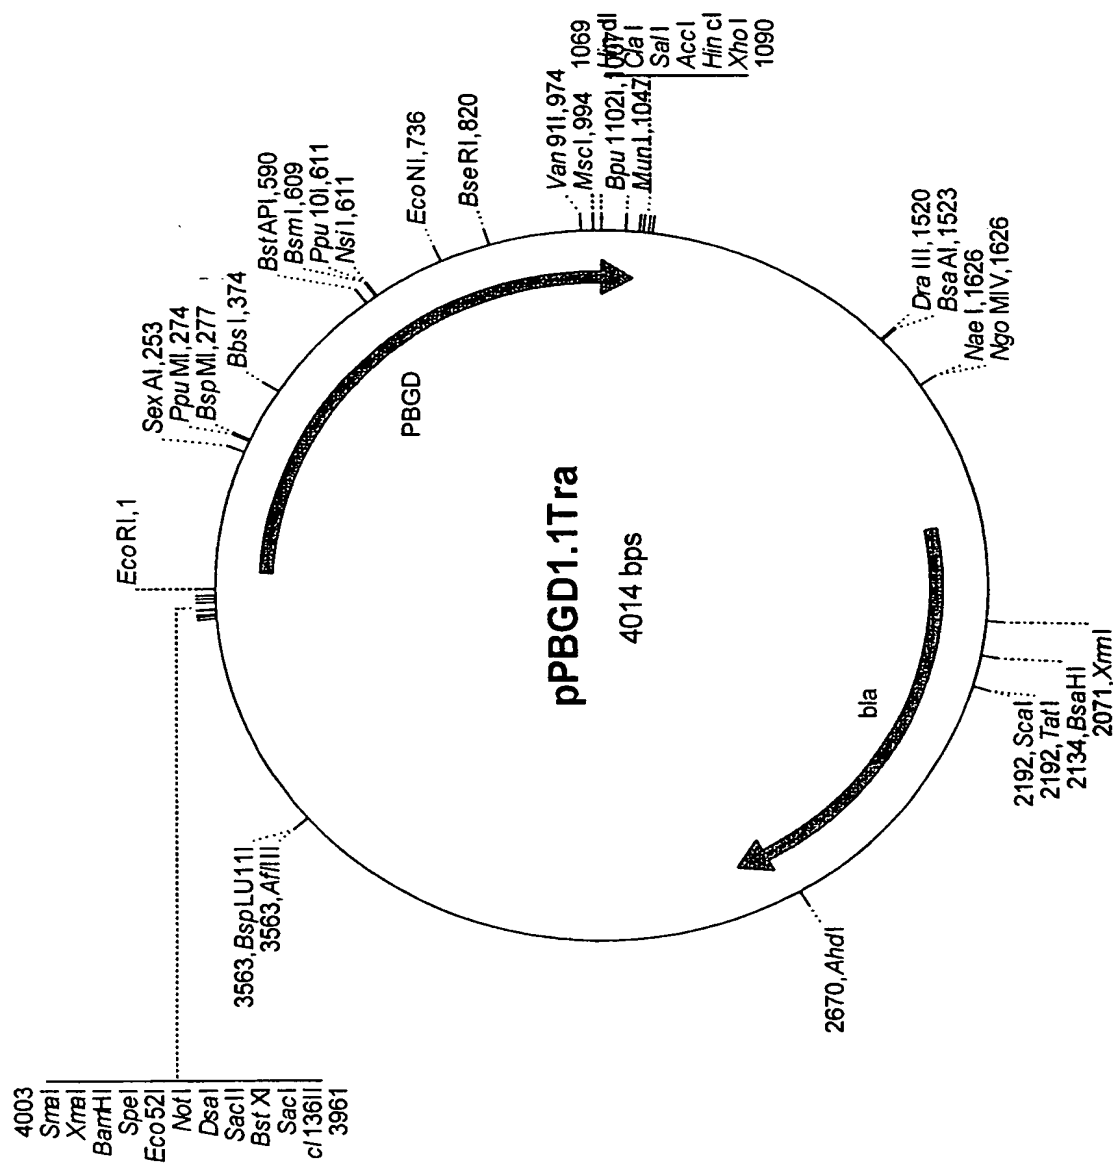 pPBGD1.1Tra
4014 bps
PBGD
bla
EcoRI,1
SexAI,253
PpuMI,274
BspMI,277
BbsI,374
BstAPI,590
BsmI,609
Ppu10I,611
NsiI,611
EcoNI,736
BseRI,820
Van91I,974
MscI,994
Bpu1102I,
MunI,1047
1069
ClaI
SalI
AccI
HincI
XhoI
1090
DraIII,1520
BsaAI,1523
NaeI,1626
NgoMIV,1626
2071,XmnI
2134,BsaHI
2192,TatI
2192,ScaI
2670,AhdI
3563,AflIII
3563,BspLU11I
4003
SmaI
XmaI
BamHI
SpeI
Eco52I
NotI
DsaI
SacII
BstXI
SacI
cl136II
3961